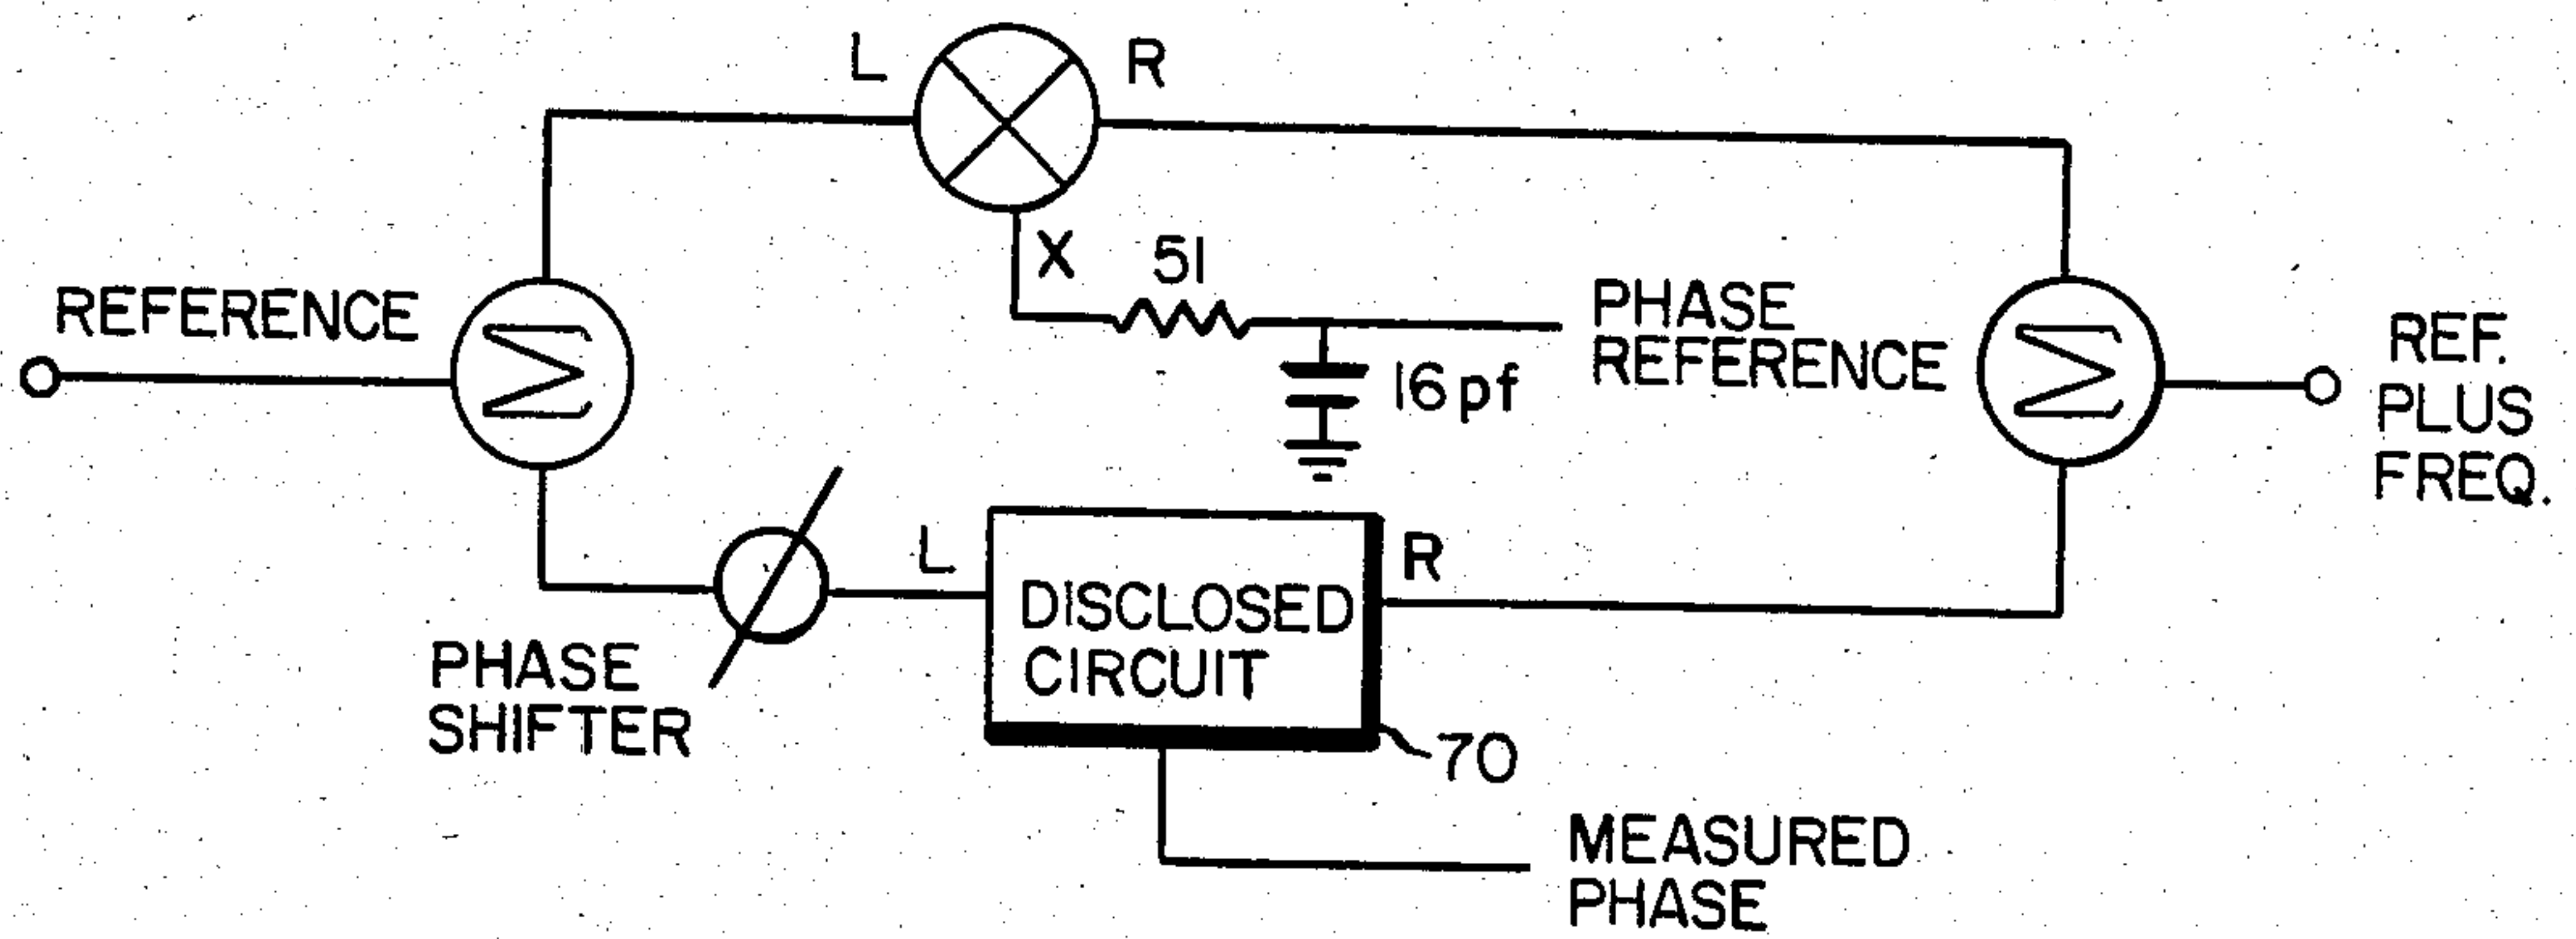 L
R
X
51
REFERENCE
Σ
PHASE
REFERENCE
16pf
Σ
REF.
PLUS
FREQ.
L
DISCLOSED
CIRCUIT
R
PHASE
SHIFTER
70
MEASURED
PHASE